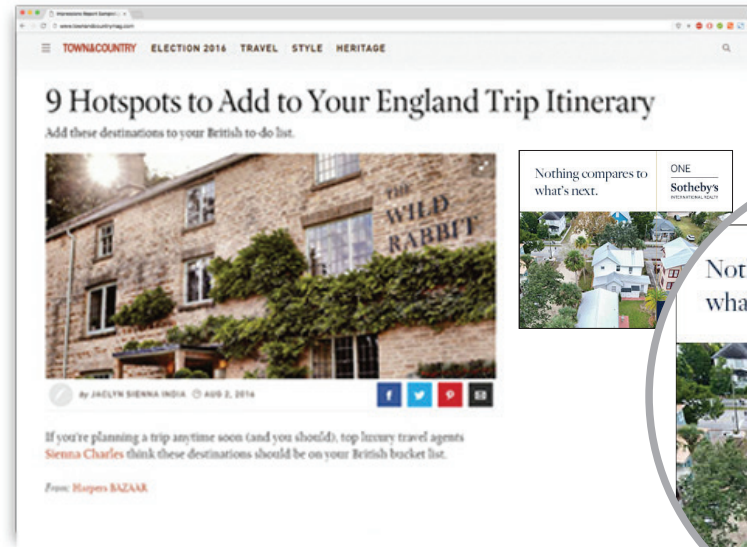 www.townandcountrymag.com
TOWN&COUNTRY ELECTION 2016 TRAVEL STYLE HERITAGE
9 Hotspots to Add to Your England Trip Itinerary
Add these destinations to your British to-do list.
THE
WILD
RABBIT
by JACLYN SIENNA INDIA AUG 2, 2016
If you're planning a trip anytime soon (and you should), top luxury travel agents
Sienna Charles think these destinations should be on your British bucket list.
From: Harpers BAZAAR
Nothing compares to
what's next.
ONE
Sotheby's
INTERNATIONAL REALTY
Not
wha